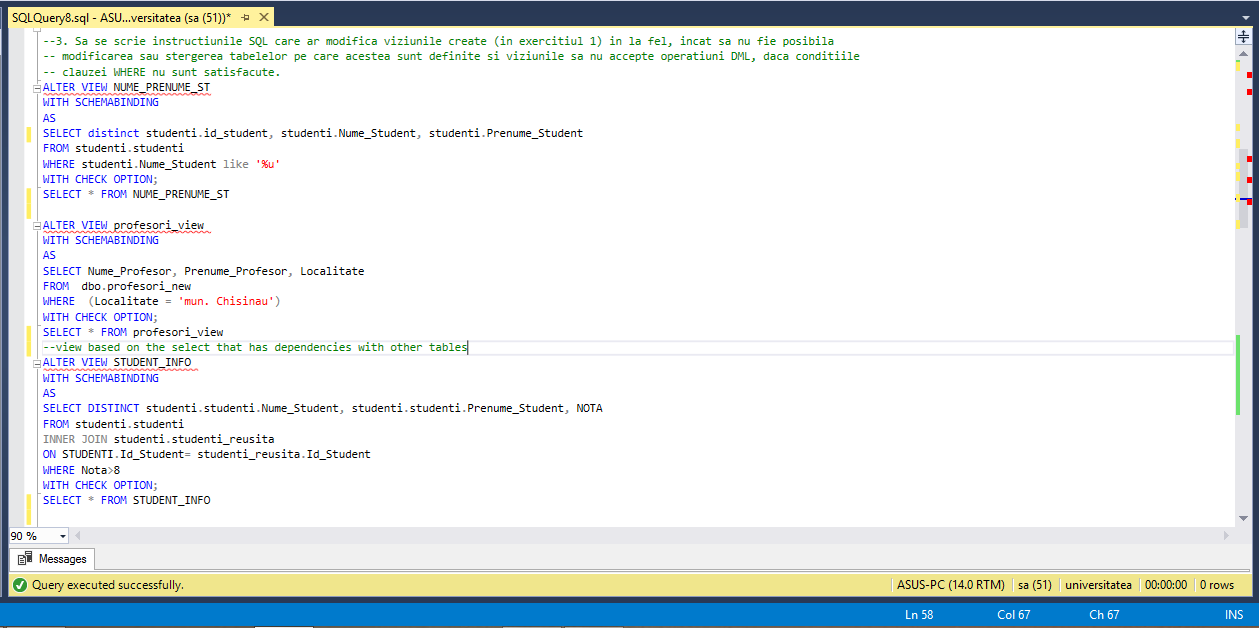 SQLQuery8.sql - ASU...versitatea (sa (51))*
--3. Sa se scrie instructiunile SQL care ar modifica viziunile create (in exercitiul 1) in la fel, incat sa nu fie posibila
-- modificarea sau stergerea tabelelor pe care acestea sunt definite si viziunile sa nu accepte operatiuni DML, daca conditiile
-- clauzei WHERE nu sunt satisfacute.
ALTER VIEW NUME_PRENUME_ST
WITH SCHEMABINDING
AS
SELECT distinct studenti.id_student, studenti.Nume_Student, studenti.Prenume_Student
FROM studenti.studenti
WHERE studenti.Nume_Student like '%u'
WITH CHECK OPTION;
SELECT * FROM NUME_PRENUME_ST
ALTER VIEW profesori_view
WITH SCHEMABINDING
AS
SELECT Nume_Profesor, Prenume_Profesor, Localitate
FROM  dbo.profesori_new
WHERE  (Localitate = 'mun. Chisinau')
WITH CHECK OPTION;
SELECT * FROM profesori_view
--view based on the select that has dependencies with other tables
ALTER VIEW STUDENT_INFO
WITH SCHEMABINDING
AS
SELECT DISTINCT studenti.studenti.Nume_Student, studenti.studenti.Prenume_Student, NOTA
FROM studenti.studenti
INNER JOIN studenti.studenti_reusita
ON STUDENTI.Id_Student= studenti_reusita.Id_Student
WHERE Nota>8
WITH CHECK OPTION;
SELECT * FROM STUDENT_INFO
90 %
Messages
Query executed successfully. ASUS-PC (14.0 RTM) sa (51) universitatea 00:00:00 0 rows
Ln 58 Col 67 Ch 67 INS